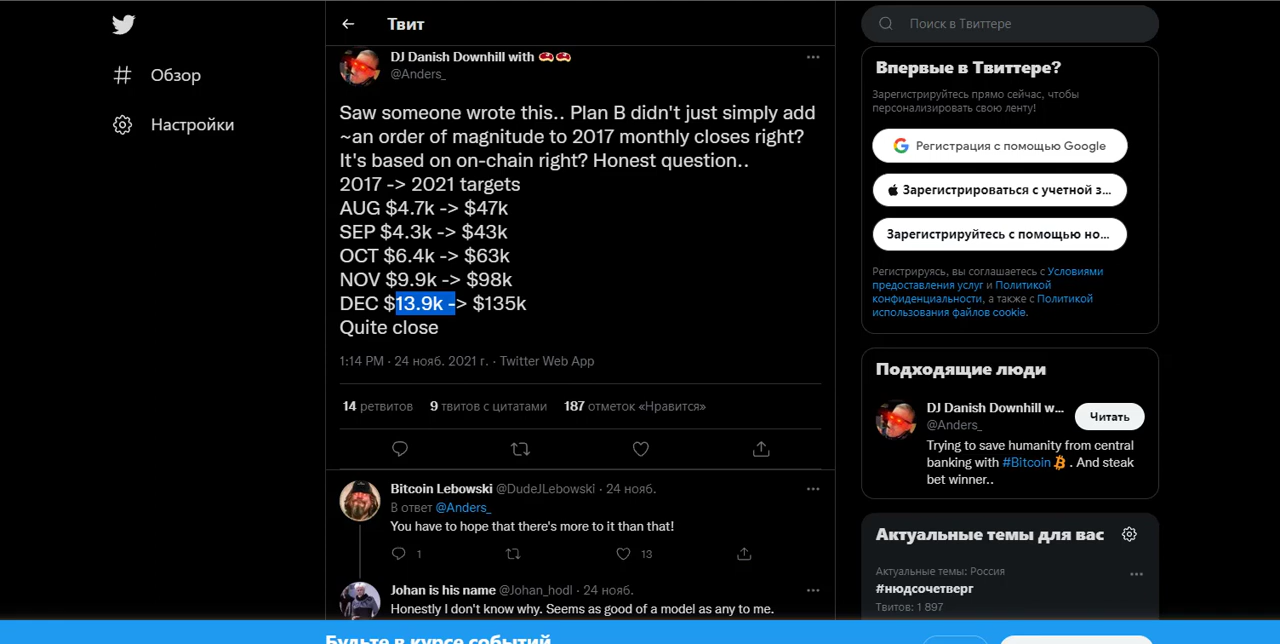 Обзор
Настройки
Твит
DJ Danish Downhill with
@Anders_
Saw someone wrote this.. Plan B didn't just simply add
~an order of magnitude to 2017 monthly closes right?
It's based on on-chain right? Honest question..
2017 -> 2021 targets
AUG $4.7k -> $47k
SEP $4.3k -> $43k
OCT $6.4k -> $63k
NOV $9.9k -> $98k
DEC $13.9k -> $135k
Quite close
1:14 PM · 24 нояб. 2021 г. · Twitter Web App
14 ретвитов 9 твитов с цитатами 187 отметок «Нравится»
Bitcoin Lebowski @DudeJLebowski · 24 нояб.
В ответ @Anders_
You have to hope that there's more to it than that!
1 13
Johan is his name @Johan_hodl · 24 нояб.
Honestly I don't know why. Seems as good of a model as any to me.
Поиск в Твиттере
Впервые в Твиттере?
Зарегистрируйтесь прямо сейчас, чтобы
персонализировать свою ленту!
Регистрация с помощью Google
Зарегистрироваться с учетной з...
Зарегистрируйтесь с помощью но...
Регистрируясь, вы соглашаетесь с Условиями
предоставления услуг и Политикой
конфиденциальности, а также с Политикой
использования файлов cookie.
Подходящие люди
DJ Danish Downhill w...
@Anders_
Читать
Trying to save humanity from central
banking with #Bitcoin . And steak
bet winner..
Актуальные темы для вас
Актуальные темы: Россия
#нюдсочетверг
Твитов: 1 897
Будьте в курсе событий